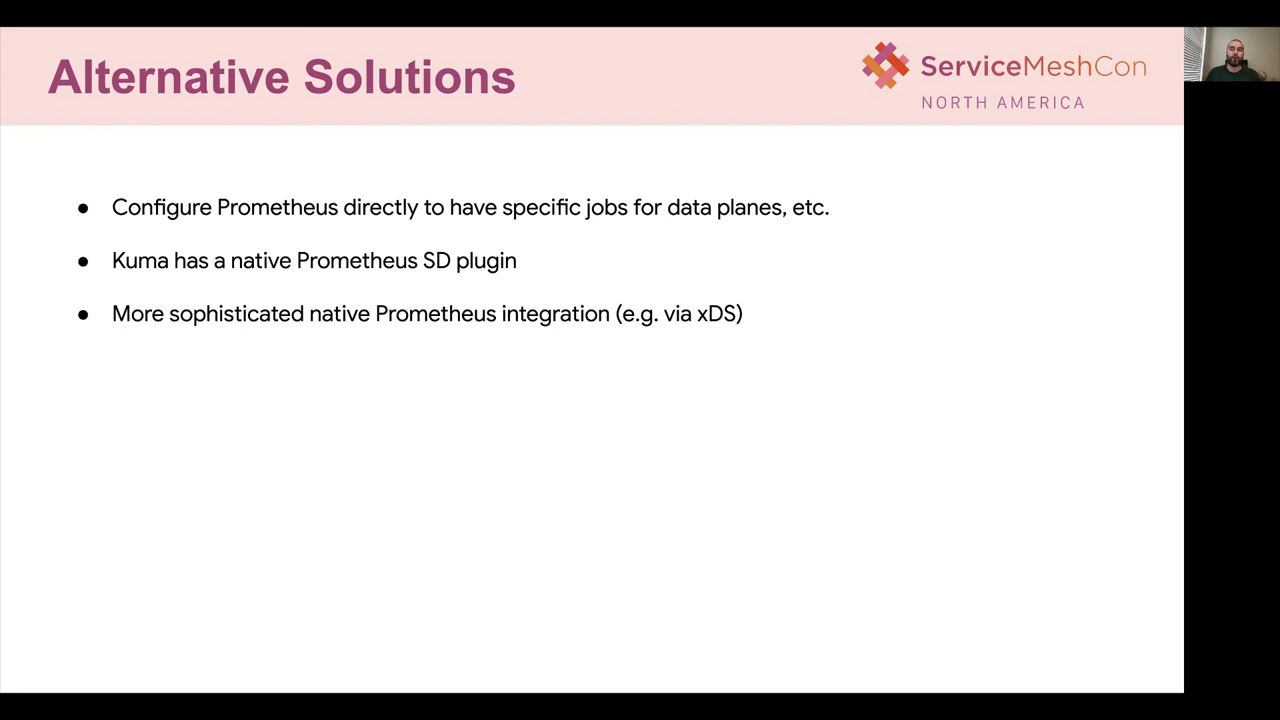 Alternative Solutions
ServiceMeshCon
NORTH AMERICA
● Configure Prometheus directly to have specific jobs for data planes, etc.
● Kuma has a native Prometheus SD plugin
● More sophisticated native Prometheus integration (e.g. via xDS)